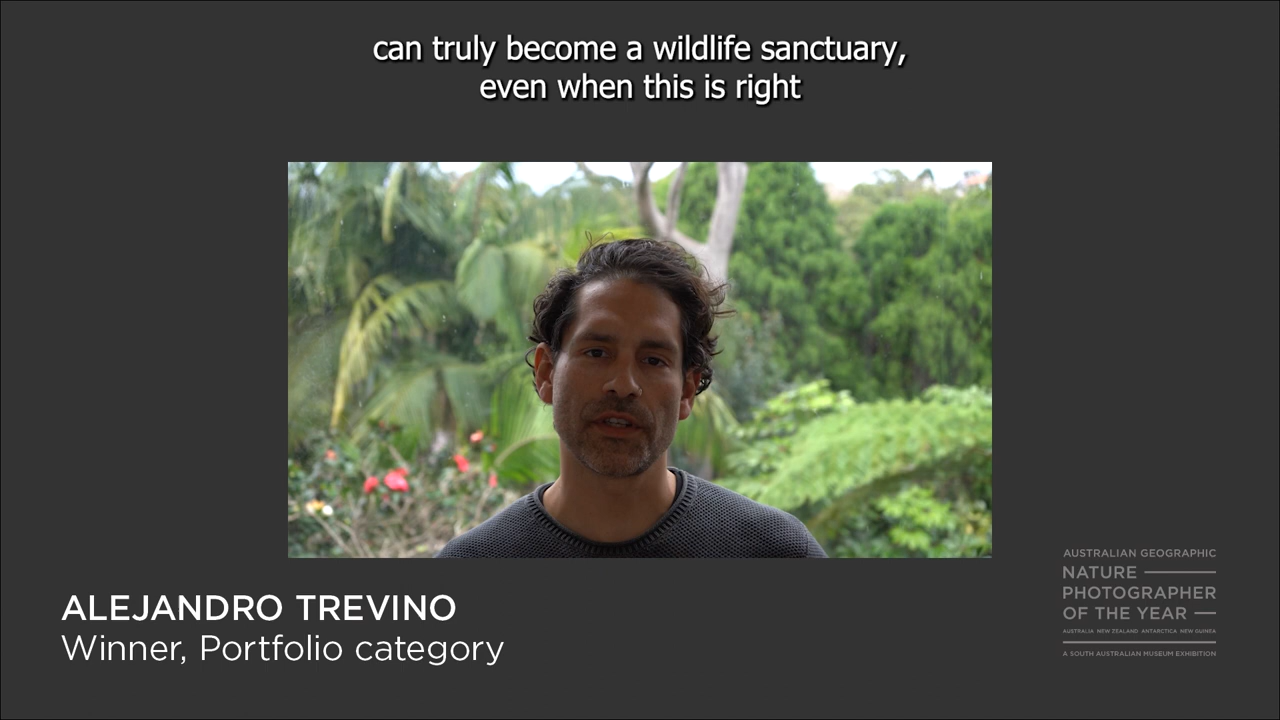 can truly become a wildlife sanctuary,
even when this is right
ALEJANDRO TREVINO
Winner, Portfolio category
AUSTRALIAN GEOGRAPHIC
NATURE
PHOTOGRAPHER
OF THE YEAR
AUSTRALIA NEW ZEALAND ANTARCTICA NEW GUINEA
A SOUTH AUSTRALIAN MUSEUM EXHIBITION